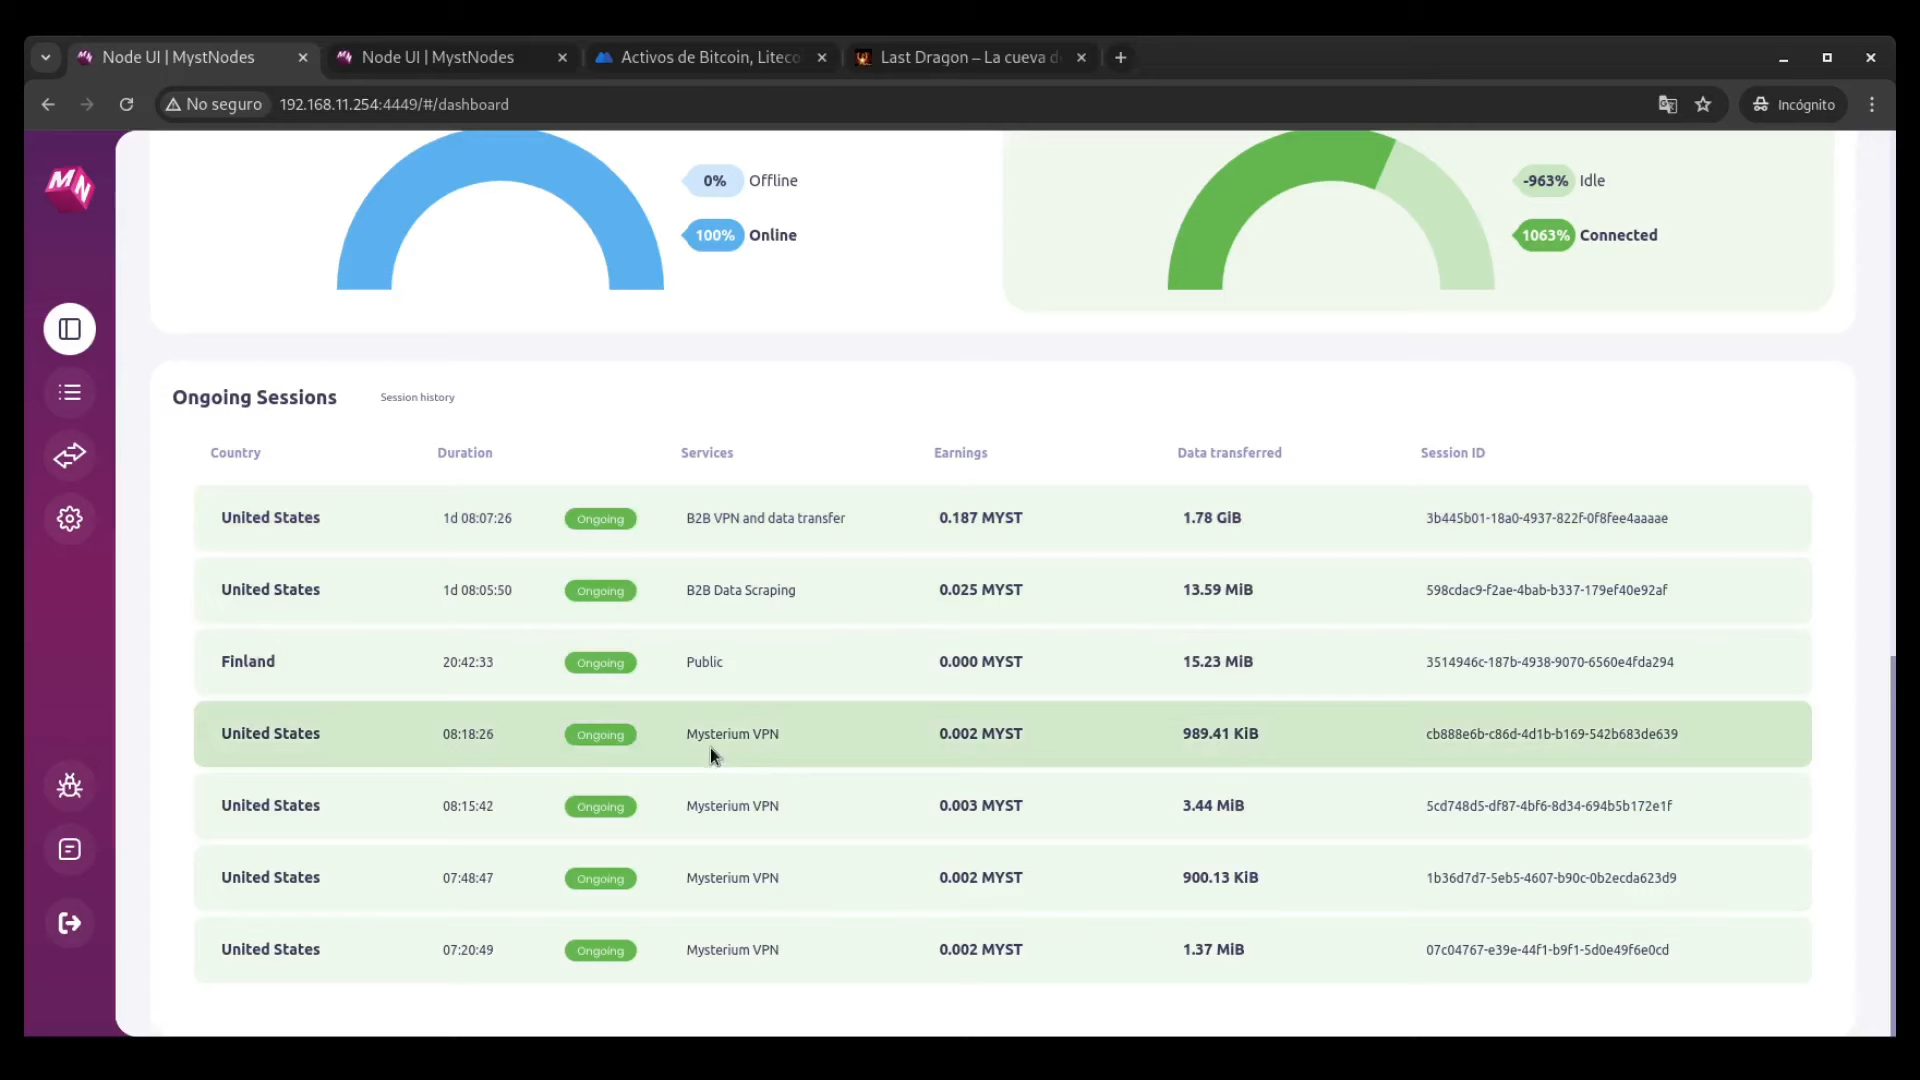 Node UI | MystNodes
Node UI | MystNodes
Activos de Bitcoin, Liteco
Last Dragon – La cueva d
No seguro
192.168.11.254:4449/#/dashboard
Incógnito
MN
0% Offline
100% Online
-963% Idle
1063% Connected
Ongoing Sessions
Session history
Country Duration Services Earnings Data transferred Session ID
United States 1d 08:07:26 Ongoing B2B VPN and data transfer 0.187 MYST 1.78 GiB 3b445b01-18a0-4937-822f-0f8fee4aaaae
United States 1d 08:05:50 Ongoing B2B Data Scraping 0.025 MYST 13.59 MiB 598cdac9-f2ae-4bab-b337-179ef40e92af
Finland 20:42:33 Ongoing Public 0.000 MYST 15.23 MiB 3514946c-187b-4938-9070-6560e4fda294
United States 08:18:26 Ongoing Mysterium VPN 0.002 MYST 989.41 KiB cb888e6b-c86d-4d1b-b169-542b683de639
United States 08:15:42 Ongoing Mysterium VPN 0.003 MYST 3.44 MiB 5cd748d5-df87-4bf6-8d34-694b5b172e1f
United States 07:48:47 Ongoing Mysterium VPN 0.002 MYST 900.13 KiB 1b36d7d7-5eb5-4607-b90c-0b2ecda623d9
United States 07:20:49 Ongoing Mysterium VPN 0.002 MYST 1.37 MiB 07c04767-e39e-44f1-b9f1-5d0e49f6e0cd